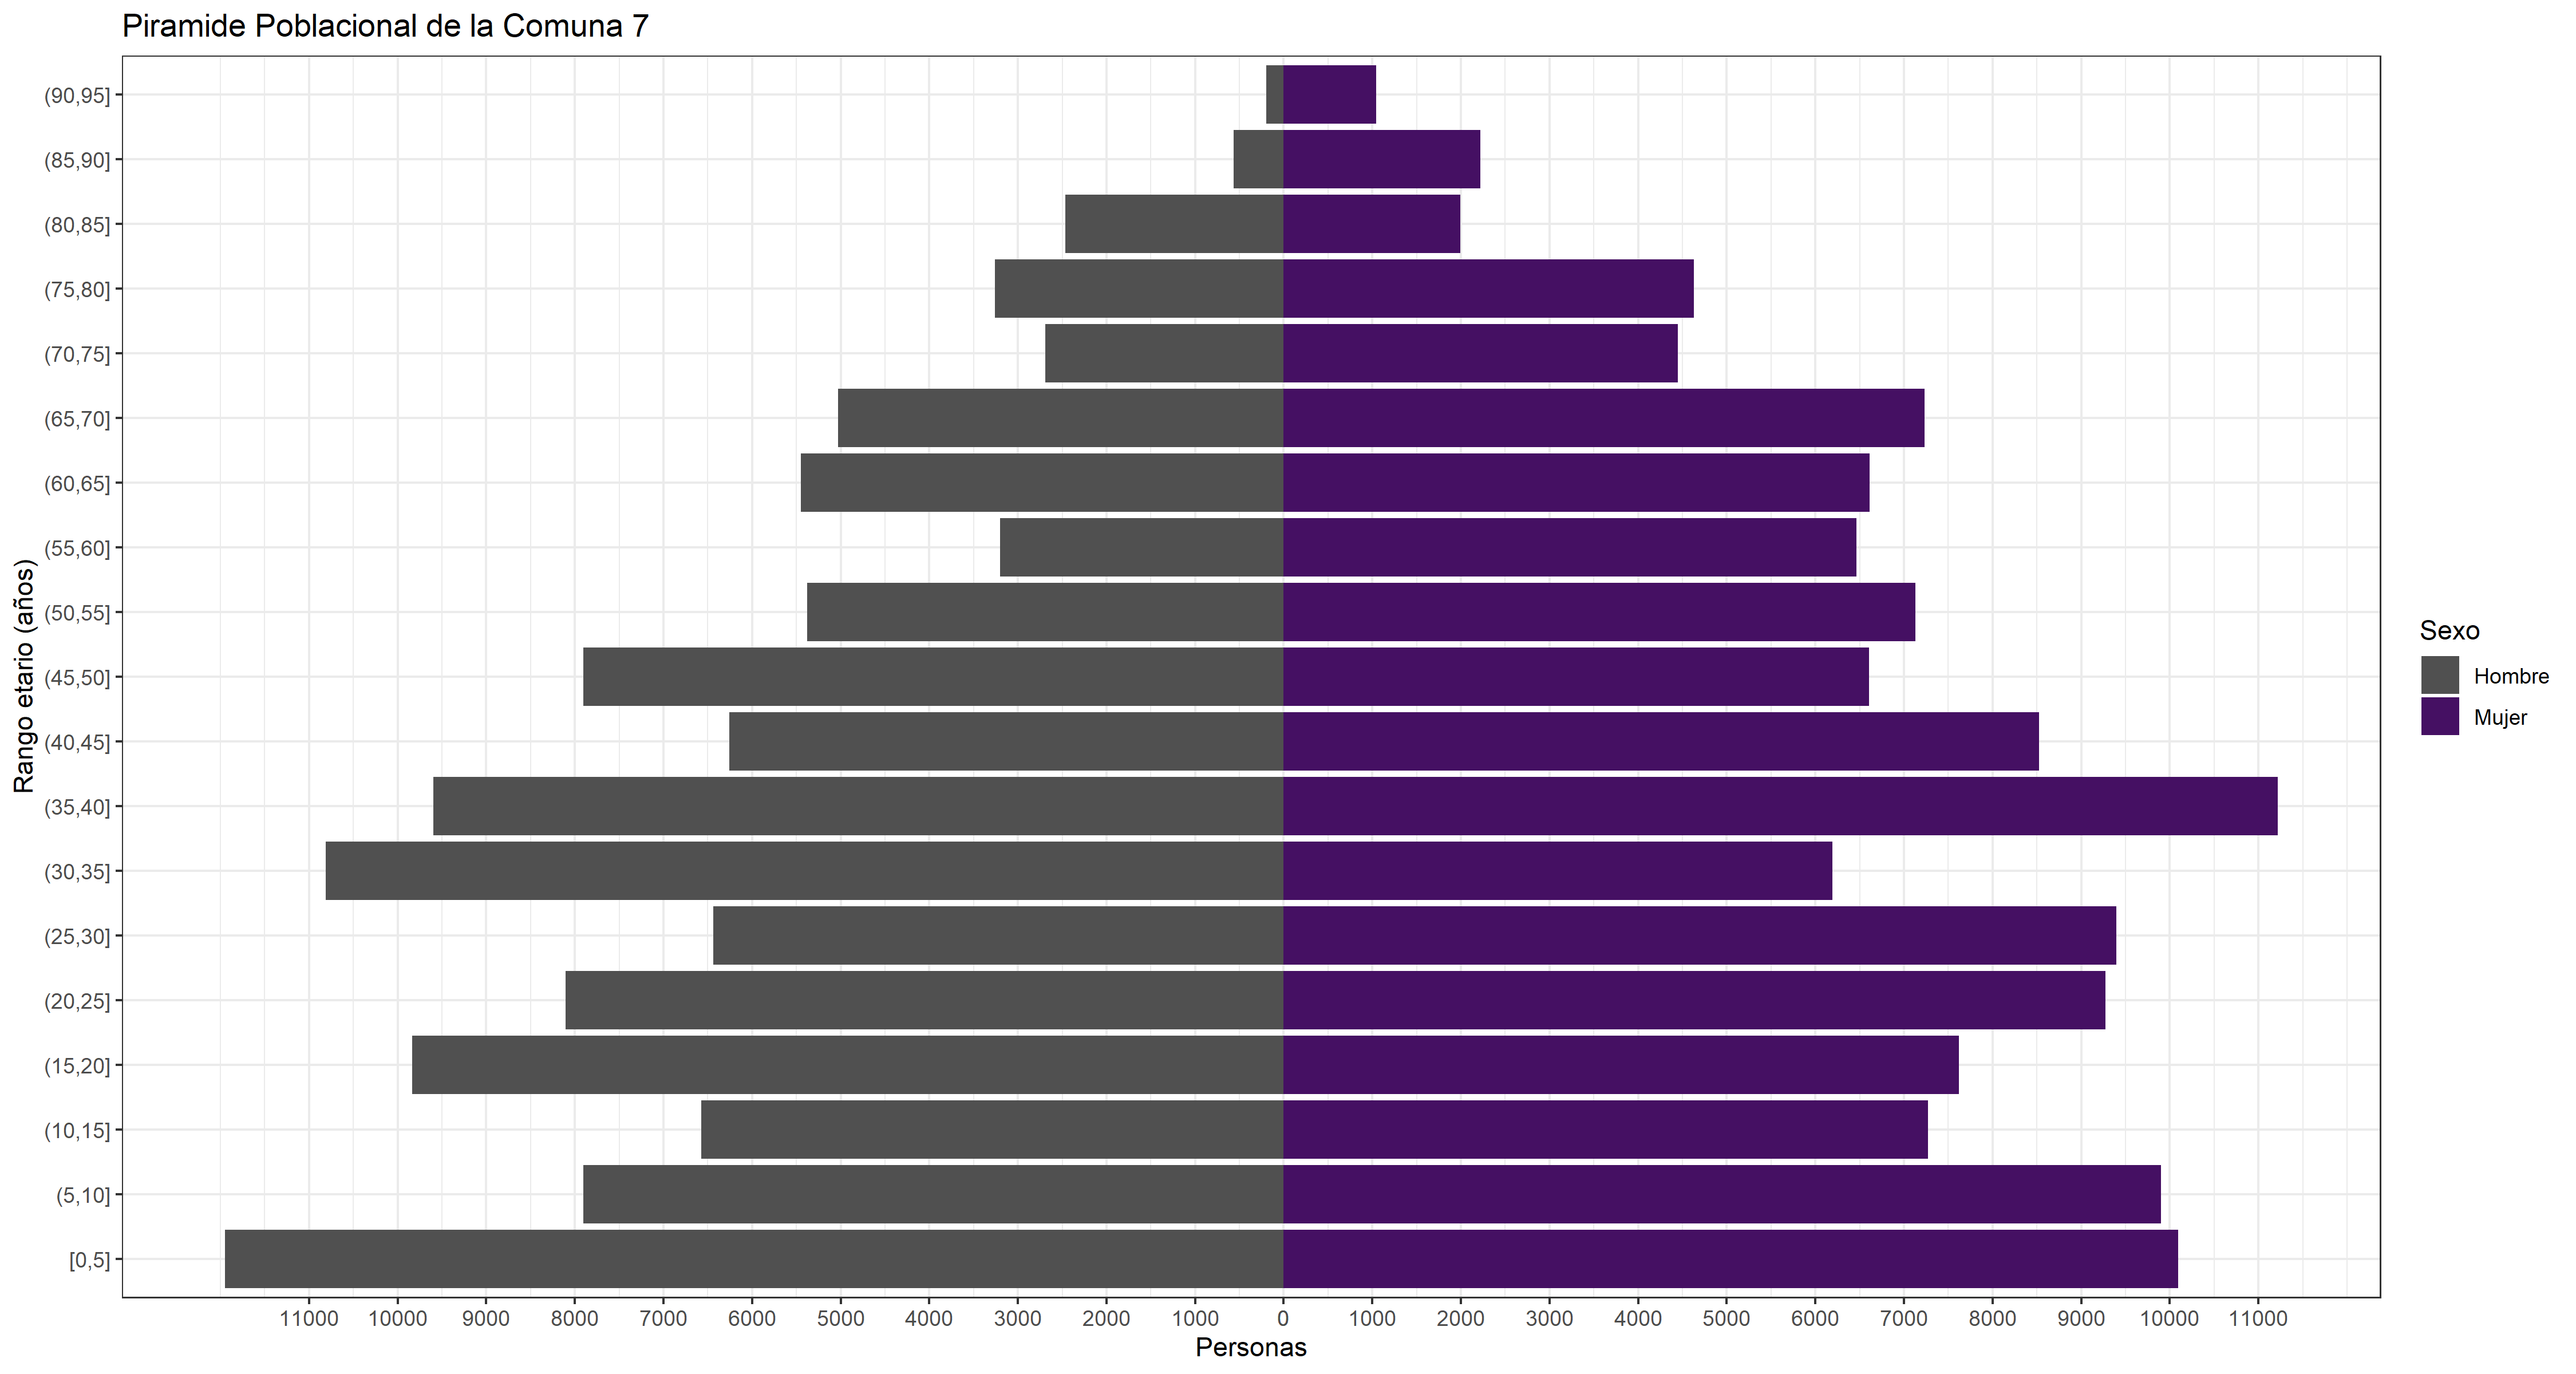 Piramide Poblacional de la Comuna 7
Rango etario (años)
(90,95]
(85,90]
(80,85]
(75,80]
(70,75]
(65,70]
(60,65]
(55,60]
(50,55]
(45,50]
(40,45]
(35,40]
(30,35]
(25,30]
(20,25]
(15,20]
(10,15]
(5,10]
[0,5]
11000 10000 9000 8000 7000 6000 5000 4000 3000 2000 1000 0 1000 2000 3000 4000 5000 6000 7000 8000 9000 10000 11000
Personas
Sexo
Hombre
Mujer